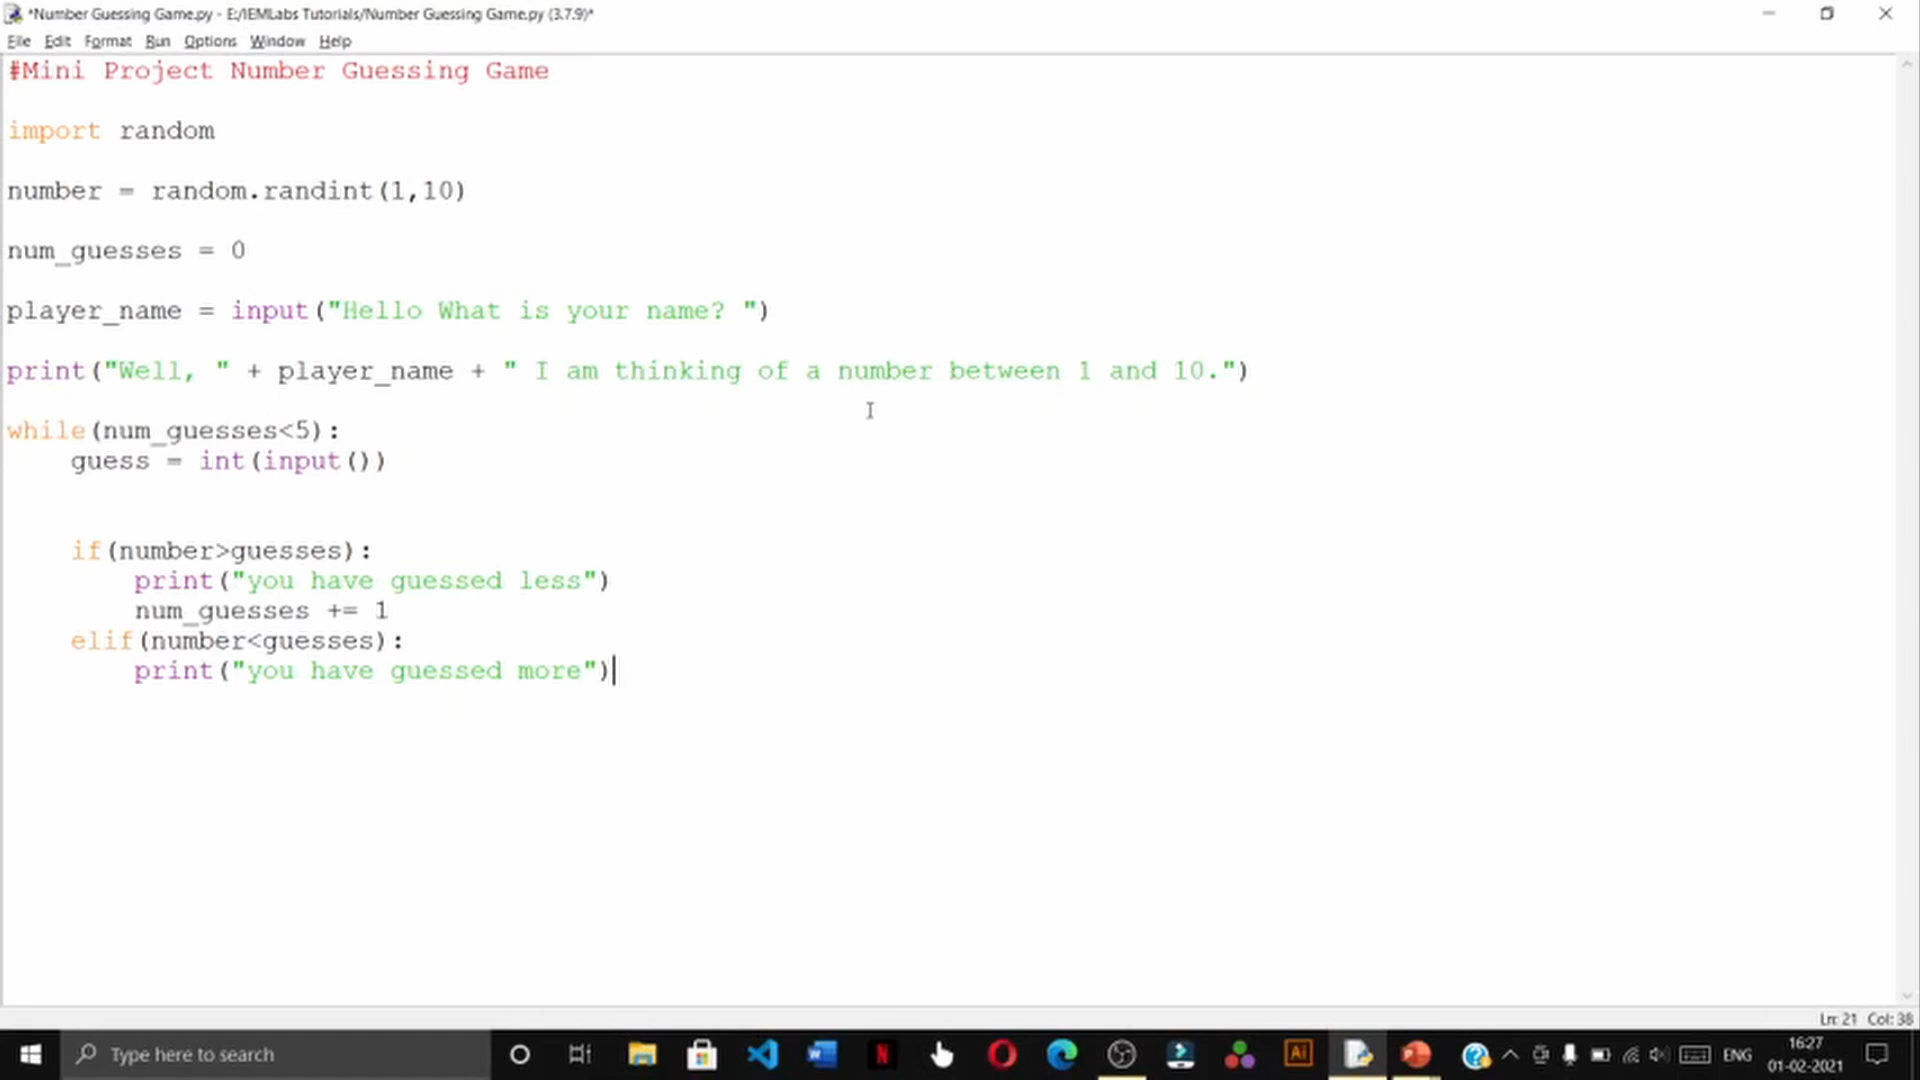 *Number Guessing Game.py - E:/IEMLabs Tutorials/Number Guessing Game.py (3.7.9)*
File Edit Format Run Options Window Help
#Mini Project Number Guessing Game
import random
number = random.randint(1,10)
num_guesses = 0
player_name = input("Hello What is your name? ")
print("Well, " + player_name + " I am thinking of a number between 1 and 10.")
while(num_guesses<5):
    guess = int(input())
    if(number>guesses):
        print("you have guessed less")
        num_guesses += 1
    elif(number<guesses):
        print("you have guessed more")
Ln: 21 Col: 38
Type here to search
N
Ai
ENG
16:27
01-02-2021